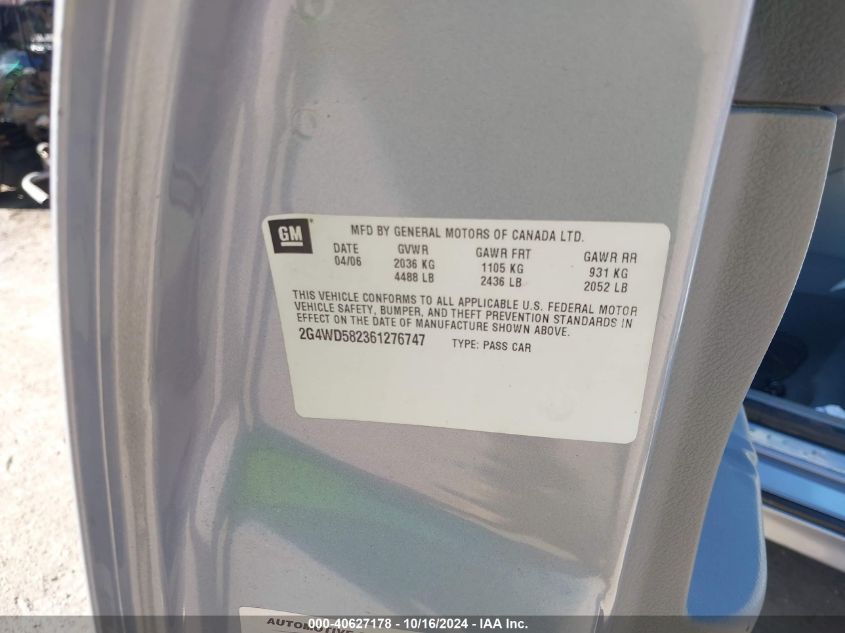 GM
MFD BY GENERAL MOTORS OF CANADA LTD.
DATE GVWR GAWR FRT GAWR RR
04/06 2036 KG 1105 KG 931 KG
4488 LB 2436 LB 2052 LB
THIS VEHICLE CONFORMS TO ALL APPLICABLE U.S. FEDERAL MOTOR
VEHICLE SAFETY, BUMPER, AND THEFT PREVENTION STANDARDS IN
EFFECT ON THE DATE OF MANUFACTURE SHOWN ABOVE.
2G4WD582361276747 TYPE: PASS CAR
AUTOMOTIVE
OWNER: 40627178 | 10/16/2024 - IAA Inc.